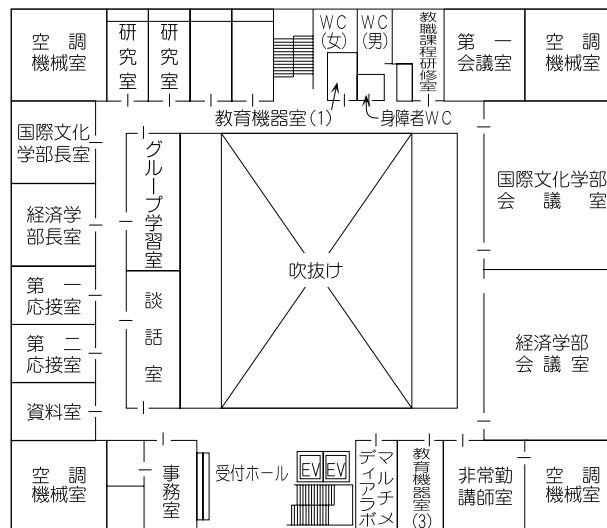 空調
機械室
研究室
研究室
WC
(女)
WC
(男)
教職課程研修室
第一
会議室
空調
機械室
教育機器室(1)
身障者WC
国際文化
学部長室
グループ学習室
国際文化学部
会議室
経済学
部長室
吹抜け
第一
応接室
談話室
経済学部
会議室
第二
応接室
資料室
空調
機械室
事務室
受付ホール
EV
EV
マルチメ
ディアラボ
教育機器室(3)
非常勤
講師室
空調
機械室